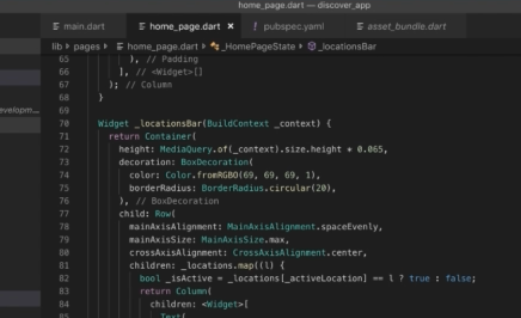 home_page.dart — discover_app
main.dart home_page.dart × pubspec.yaml asset_bundle.dart
lib > pages > home_page.dart > _HomePageState > _locationsBar
65 ), // Padding
66 ], // <Widget>[]
67 ); // Column
68 }
69
70 Widget _locationsBar(BuildContext _context) {
71 return Container(
72 height: MediaQuery.of(_context).size.height * 0.065,
73 decoration: BoxDecoration(
74 color: Color.fromRGBO(69, 69, 69, 1),
75 borderRadius: BorderRadius.circular(20),
76 ), // BoxDecoration
77 child: Row(
78 mainAxisAlignment: MainAxisAlignment.spaceEvenly,
79 mainAxisSize: MainAxisSize.max,
80 crossAxisAlignment: CrossAxisAlignment.center,
81 children: _locations.map((l) {
82 bool _isActive = _locations[_activeLocation] == l ? true : false;
83 return Column(
84 children: <Widget>[
85 Text(